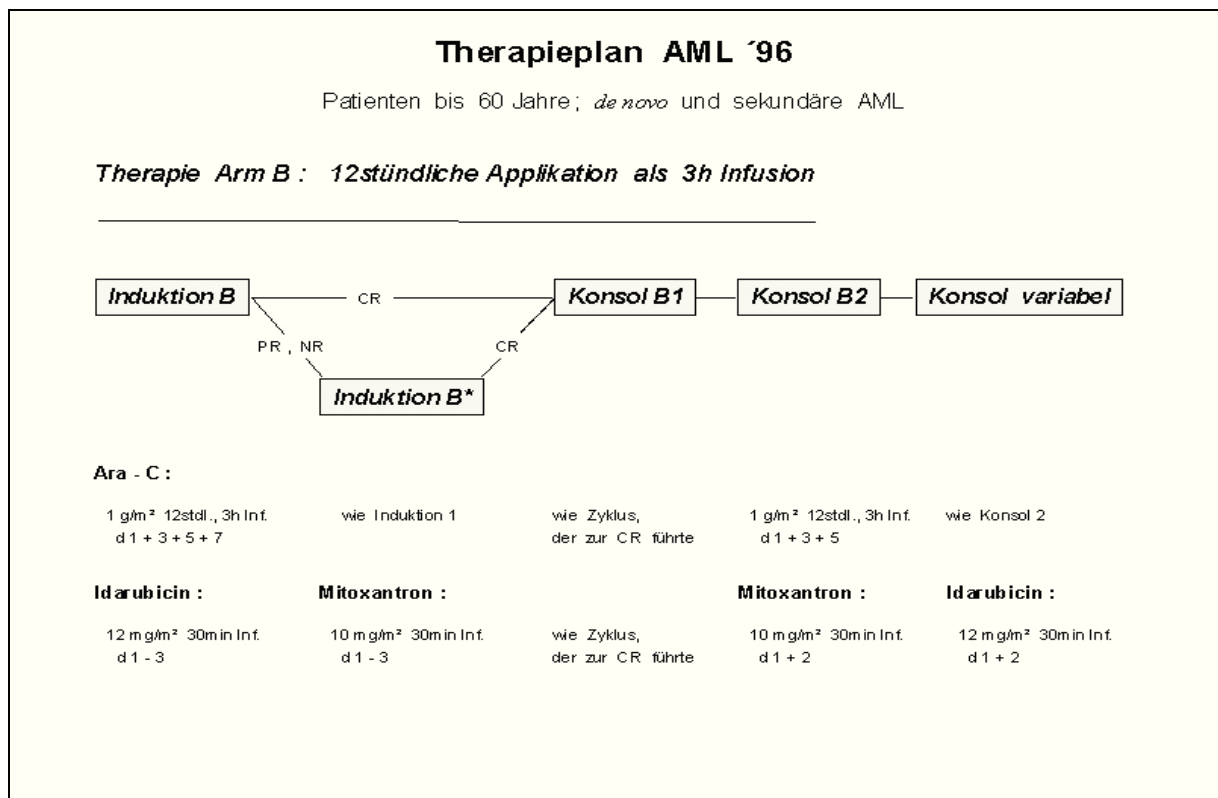 Therapieplan AML ´96
Patienten bis 60 Jahre; de novo und sekundäre AML
Therapie Arm B : 12stündliche Applikation als 3h Infusion
Induktion B CR Konsol B1 Konsol B2 Konsol variabel
PR , NR CR
Induktion B*
Ara - C :
1 g/m² 12stdl., 3h Inf. wie Induktion 1 wie Zyklus, 1 g/m² 12stdl., 3h Inf. wie Konsol 2
d 1 + 3 + 5 + 7 der zur CR führte d 1 + 3 + 5
Idarubicin : Mitoxantron : Mitoxantron : Idarubicin :
12 mg/m² 30min Inf. 10 mg/m² 30min Inf. wie Zyklus, 10 mg/m² 30min Inf. 12 mg/m² 30min Inf.
d 1 - 3 d 1 - 3 der zur CR führte d 1 + 2 d 1 + 2